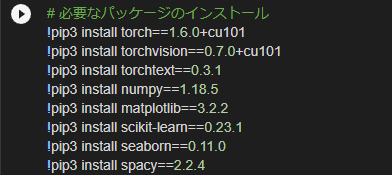 # 必要なパッケージのインストール
!pip3 install torch==1.6.0+cu101
!pip3 install torchvision==0.7.0+cu101
!pip3 install torchtext==0.3.1
!pip3 install numpy==1.18.5
!pip3 install matplotlib==3.2.2
!pip3 install scikit-learn==0.23.1
!pip3 install seaborn==0.11.0
!pip3 install spacy==2.2.4